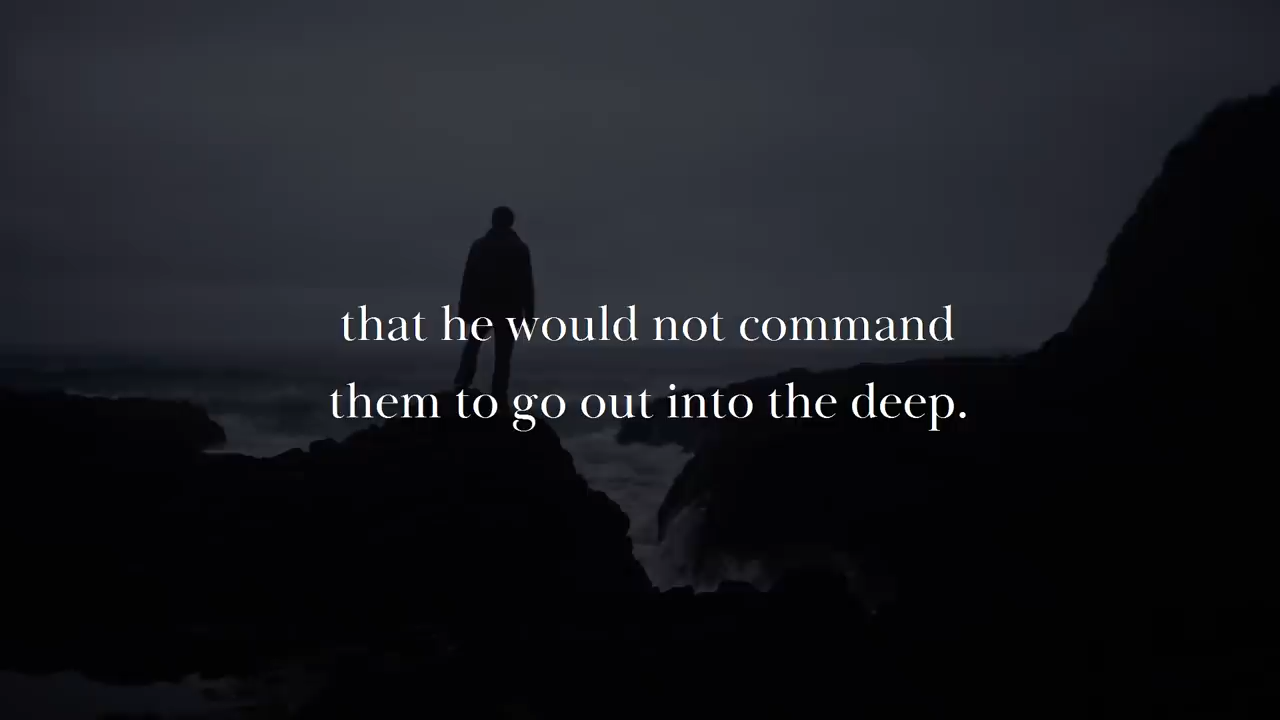 that he would not command
them to go out into the deep.